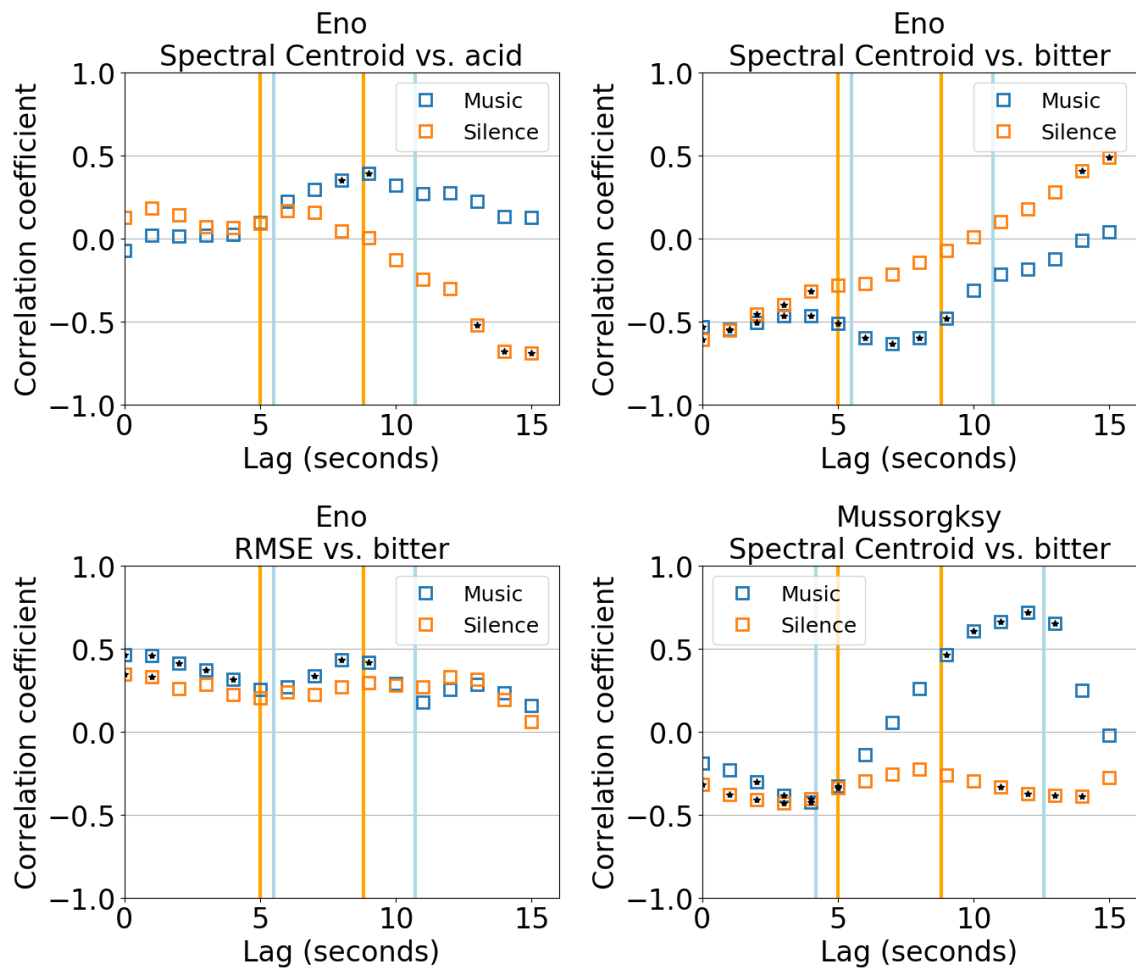 Eno
Spectral Centroid vs. acid
1.0
0.5
0.0
−0.5
−1.0
Correlation coefficient
Music
Silence
0
5
10
15
Lag (seconds)
Eno
Spectral Centroid vs. bitter
1.0
0.5
0.0
−0.5
−1.0
Correlation coefficient
Music
Silence
0
5
10
15
Lag (seconds)
Eno
RMSE vs. bitter
1.0
0.5
0.0
−0.5
−1.0
Correlation coefficient
Music
Silence
0
5
10
15
Lag (seconds)
Mussorgksy
Spectral Centroid vs. bitter
1.0
0.5
0.0
−0.5
−1.0
Correlation coefficient
Music
Silence
0
5
10
15
Lag (seconds)